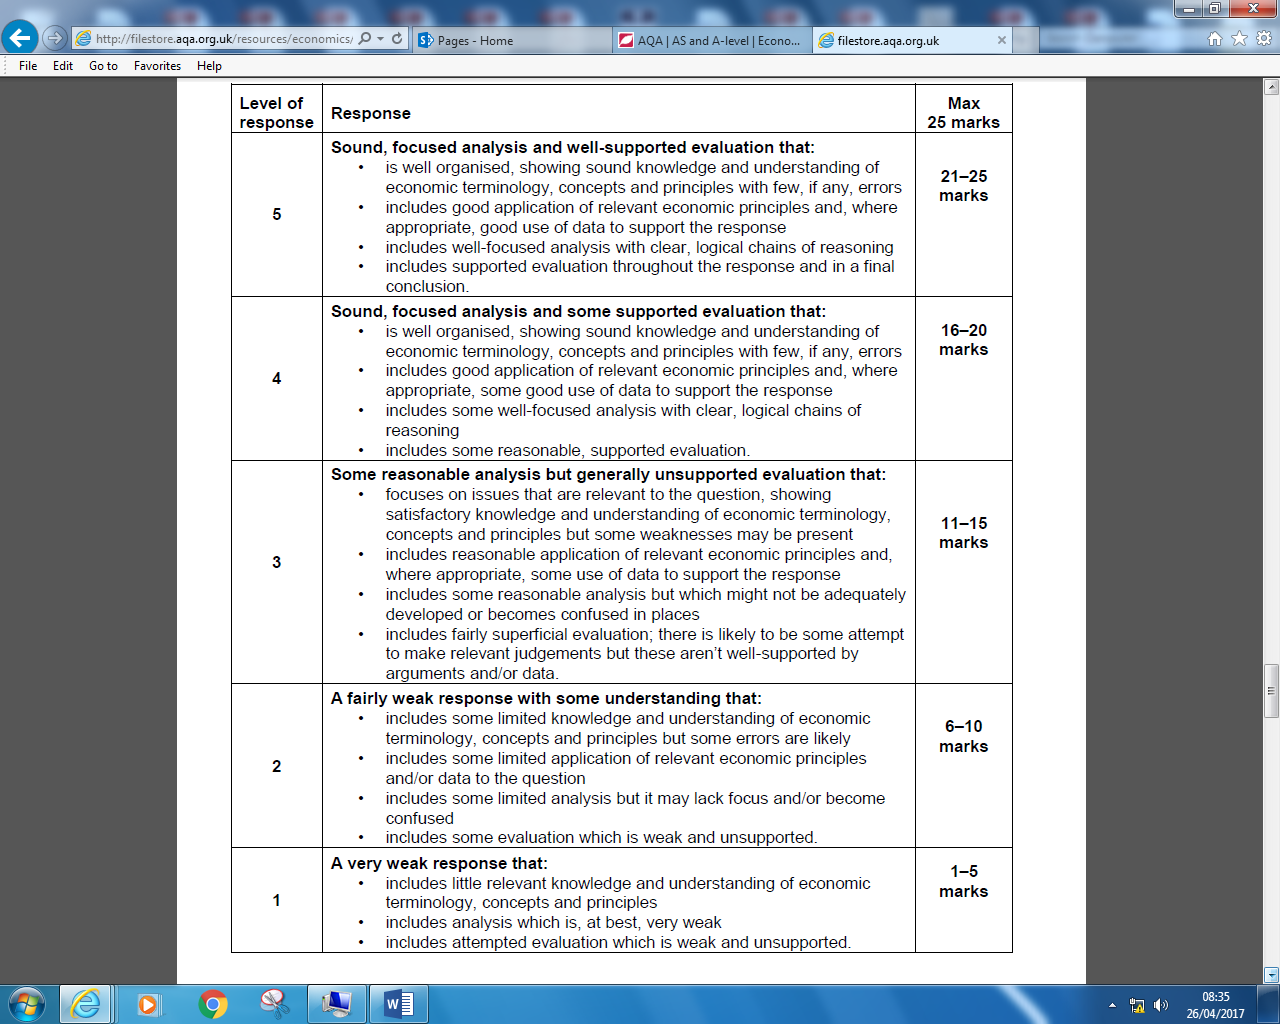 http://filestore.aqa.org.uk/resources/economics/
Pages - Home
AQA | AS and A-level | Econo...
filestore.aqa.org.uk
File Edit Go to Favorites Help
Level of response
Response
Max 25 marks
5
Sound, focused analysis and well-supported evaluation that:
• is well organised, showing sound knowledge and understanding of
economic terminology, concepts and principles with few, if any, errors
• includes good application of relevant economic principles and, where
appropriate, good use of data to support the response
• includes well-focused analysis with clear, logical chains of reasoning
• includes supported evaluation throughout the response and in a final
conclusion.
21–25
marks
4
Sound, focused analysis and some supported evaluation that:
• is well organised, showing sound knowledge and understanding of
economic terminology, concepts and principles with few, if any, errors
• includes good application of relevant economic principles and, where
appropriate, some good use of data to support the response
• includes some well-focused analysis with clear, logical chains of
reasoning
• includes some reasonable, supported evaluation.
16–20
marks
3
Some reasonable analysis but generally unsupported evaluation that:
• focuses on issues that are relevant to the question, showing
satisfactory knowledge and understanding of economic terminology,
concepts and principles but some weaknesses may be present
• includes reasonable application of relevant economic principles and,
where appropriate, some use of data to support the response
• includes some reasonable analysis but which might not be adequately
developed or becomes confused in places
• includes fairly superficial evaluation; there is likely to be some attempt
to make relevant judgements but these aren't well-supported by
arguments and/or data.
11–15
marks
2
A fairly weak response with some understanding that:
• includes some limited knowledge and understanding of economic
terminology, concepts and principles but some errors are likely
• includes some limited application of relevant economic principles
and/or data to the question
• includes some limited analysis but it may lack focus and/or become
confused
• includes some evaluation which is weak and unsupported.
6–10
marks
1
A very weak response that:
• includes little relevant knowledge and understanding of economic
terminology, concepts and principles
• includes analysis which is, at best, very weak
• includes attempted evaluation which is weak and unsupported.
1–5
marks
08:35
26/04/2017